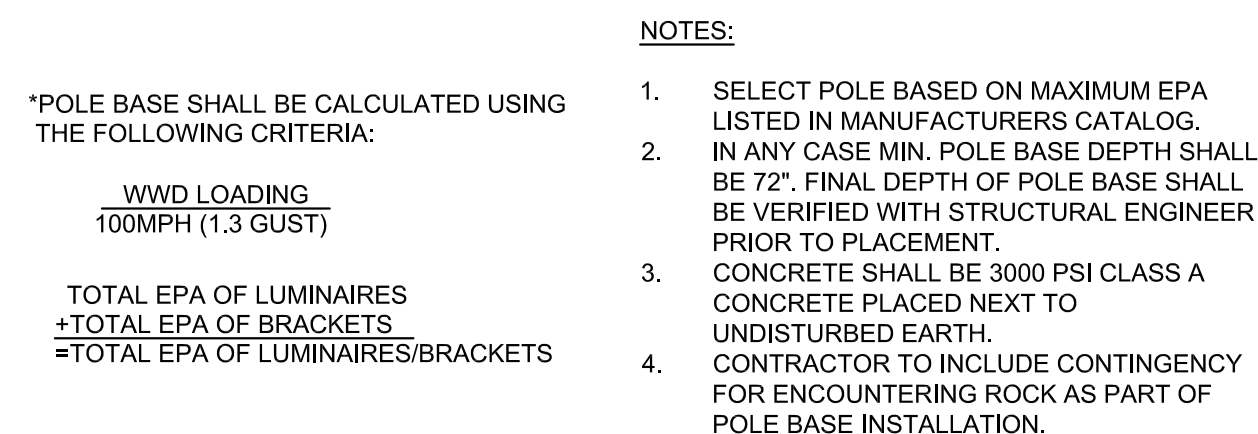 *POLE BASE SHALL BE CALCULATED USING
THE FOLLOWING CRITERIA:
WWD LOADING
100MPH (1.3 GUST)
TOTAL EPA OF LUMINAIRES
+TOTAL EPA OF BRACKETS
=TOTAL EPA OF LUMINAIRES/BRACKETS
NOTES:
1. SELECT POLE BASED ON MAXIMUM EPA
LISTED IN MANUFACTURERS CATALOG.
2. IN ANY CASE MIN. POLE BASE DEPTH SHALL
BE 72". FINAL DEPTH OF POLE BASE SHALL
BE VERIFIED WITH STRUCTURAL ENGINEER
PRIOR TO PLACEMENT.
3. CONCRETE SHALL BE 3000 PSI CLASS A
CONCRETE PLACED NEXT TO
UNDISTURBED EARTH.
4. CONTRACTOR TO INCLUDE CONTINGENCY
FOR ENCOUNTERING ROCK AS PART OF
POLE BASE INSTALLATION.